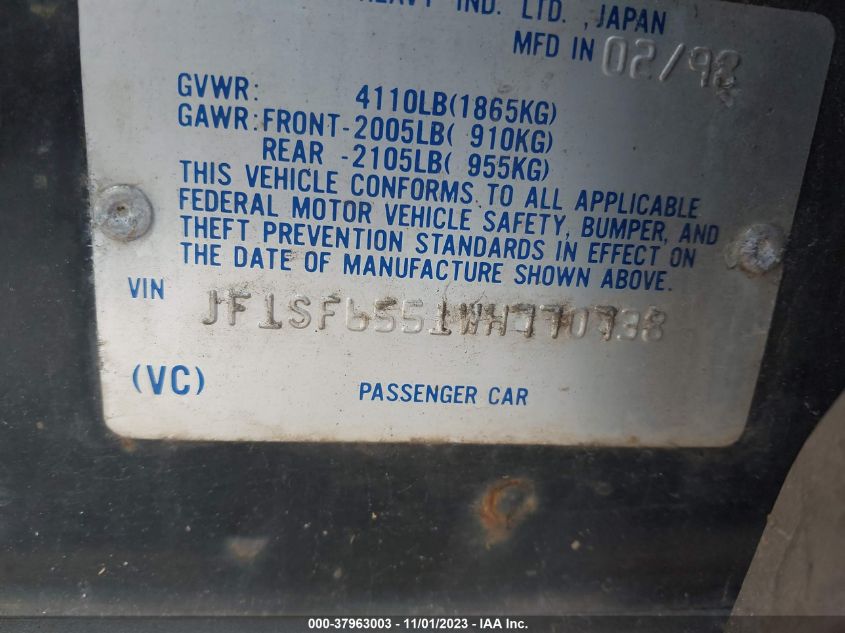 HEAVY IND. LTD. ,JAPAN
MFD IN 02/98
GVWR: 4110LB(1865KG)
GAWR:FRONT-2005LB( 910KG)
REAR -2105LB( 955KG)
THIS VEHICLE CONFORMS TO ALL APPLICABLE
FEDERAL MOTOR VEHICLE SAFETY, BUMPER, AND
THEFT PREVENTION STANDARDS IN EFFECT ON
THE DATE OF MANUFACTURE SHOWN ABOVE.
VIN JF1SF6551WH770738
(VC) PASSENGER CAR
000-37963003 - 11/01/2023 - IAA Inc.